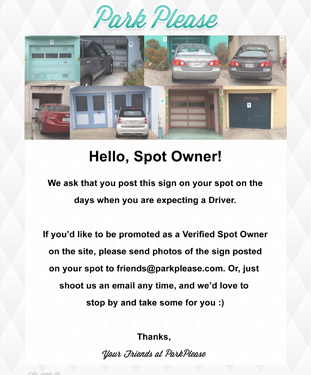 Park Please
Hello, Spot Owner!
We ask that you post this sign on your spot on the
days when you are expecting a Driver.
If you'd like to be promoted as a Verified Spot Owner
on the site, please send photos of the sign posted
on your spot to friends@parkplease.com. Or, just
shoot us an email any time, and we'd love to
stop by and take some for you :)
Thanks,
Your Friends at ParkPlease